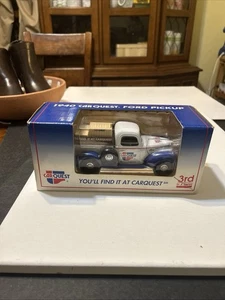 1940 CARQUEST FORD PICKUP
CARQUEST
YOU'LL FIND IT AT CARQUEST
3rd